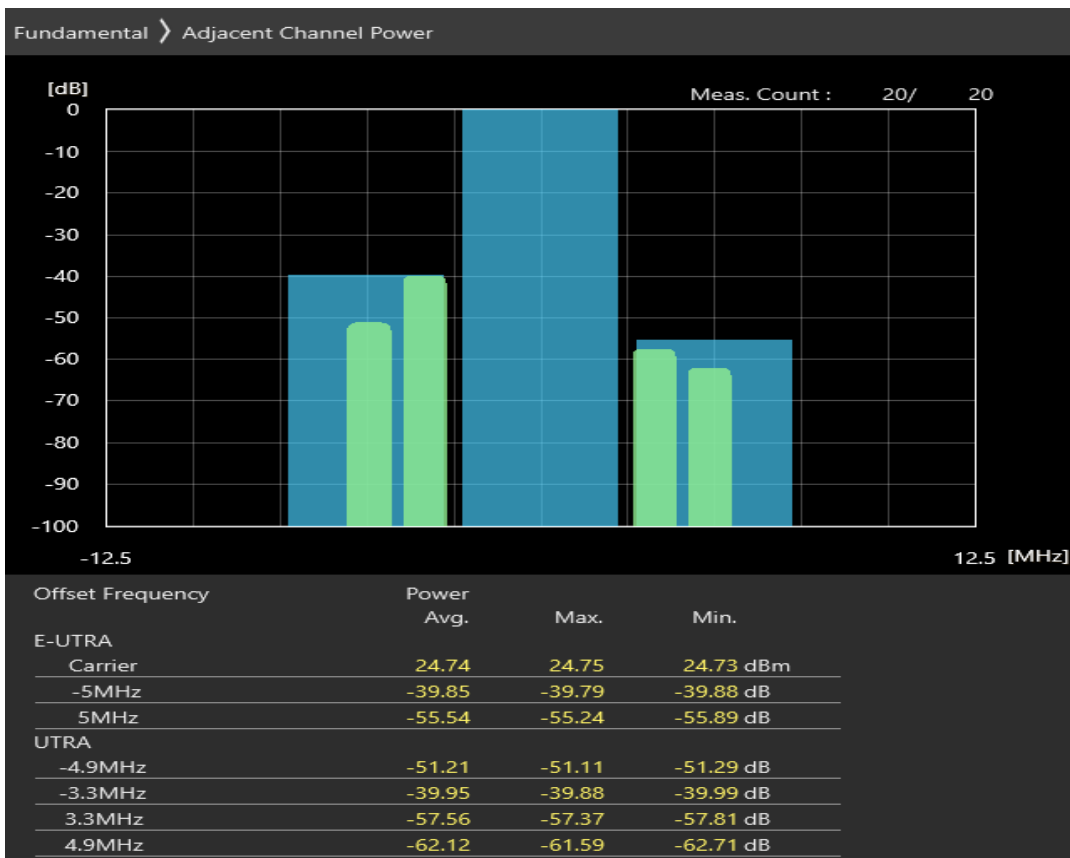 Fundamental 》 Adjacent Channel Power
[dB]
Meas. Count : 20/ 20
0
-10
-20
-30
-40
-50
-60
-70
-80
-90
-100
-12.5 12.5 [MHz]
Offset Frequency Power
Avg. Max. Min.
E-UTRA
Carrier 24.74 24.75 24.73 dBm
-5MHz -39.85 -39.79 -39.88 dB
5MHz -55.54 -55.24 -55.89 dB
UTRA
-4.9MHz -51.21 -51.11 -51.29 dB
-3.3MHz -39.95 -39.88 -39.99 dB
3.3MHz -57.56 -57.37 -57.81 dB
4.9MHz -62.12 -61.59 -62.71 dB